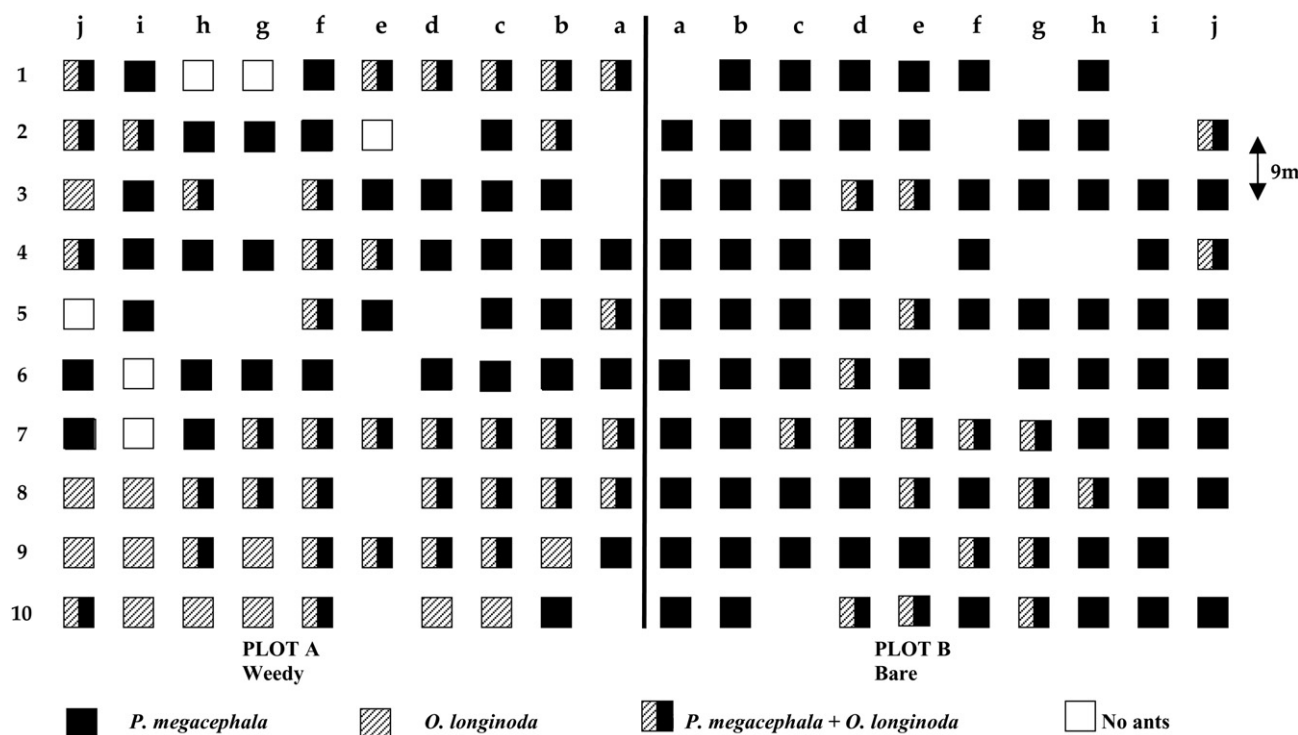 j i h g f e d c b a a b c d e f g h i j
1
2
9m
3
4
5
6
7
8
9
10
PLOT A PLOT B
Weedy Bare
P. megacephala O. longinoda P. megacephala + O. longinoda No ants